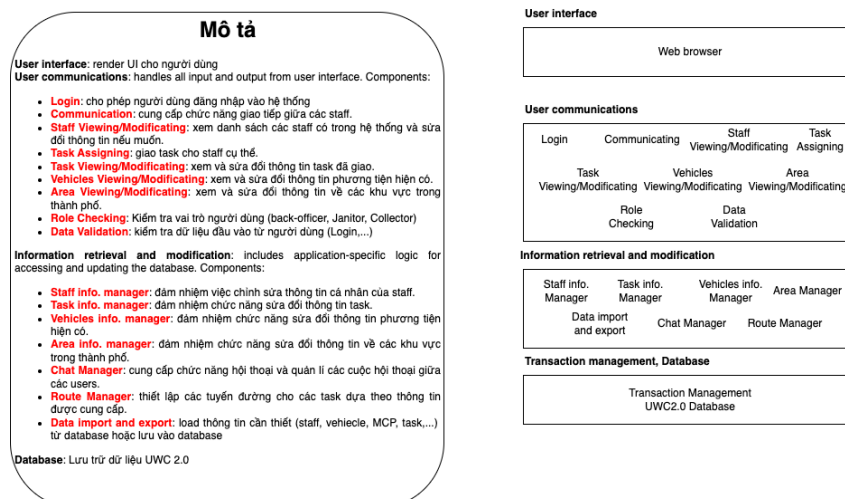 Mô tả
User interface: render UI cho người dùng
User communications: handles all input and output from user interface. Components:
• Login: cho phép người dùng đăng nhập vào hệ thống
• Communication: cung cấp chức năng giao tiếp giữa các staff.
• Staff Viewing/Modificating: xem danh sách các staff có trong hệ thống và sửa
đổi thông tin nếu muốn.
• Task Assigning: giao task cho staff cụ thể.
• Task Viewing/Modificating: xem và sửa đổi thông tin task đã giao.
• Vehicles Viewing/Modificating: xem và sửa đổi thông tin phương tiện hiện có.
• Area Viewing/Modificating: xem và sửa đổi thông tin về các khu vực trong
thành phố.
• Role Checking: Kiểm tra vai trò người dùng (back-officer, Janitor, Collector)
• Data Validation: kiểm tra dữ liệu đầu vào từ người dùng (Login,...)
Information retrieval and modification: includes application-specific logic for
accessing and updating the database. Components:
• Staff info. manager: đảm nhiệm việc chỉnh sửa thông tin cá nhân của staff.
• Task info. manager: đảm nhiệm chức năng sửa đổi thông tin task.
• Vehicles info. manager: đảm nhiệm chức năng sửa đổi thông tin phương tiện
hiện có.
• Area info. manager: đảm nhiệm chức năng sửa đổi thông tin về các khu vực
trong thành phố.
• Chat Manager: cung cấp chức năng hội thoại và quản lí các cuộc hội thoại giữa
các users.
• Route Manager: thiết lập các tuyến đường cho các task dựa theo thông tin
được cung cấp.
• Data import and export: load thông tin cần thiết (staff, vehiecle, MCP, task,...)
từ database hoặc lưu vào database
Database: Lưu trữ dữ liệu UWC 2.0
User interface
Web browser
User communications
Login
Communicating
Staff
Viewing/Modificating
Task
Assigning
Task
Viewing/Modificating
Vehicles
Viewing/Modificating
Area
Viewing/Modificating
Role
Checking
Data
Validation
Information retrieval and modification
Staff info.
Manager
Task info.
Manager
Vehicles info.
Manager
Area Manager
Data import
and export
Chat Manager
Route Manager
Transaction management, Database
Transaction Management
UWC2.0 Database